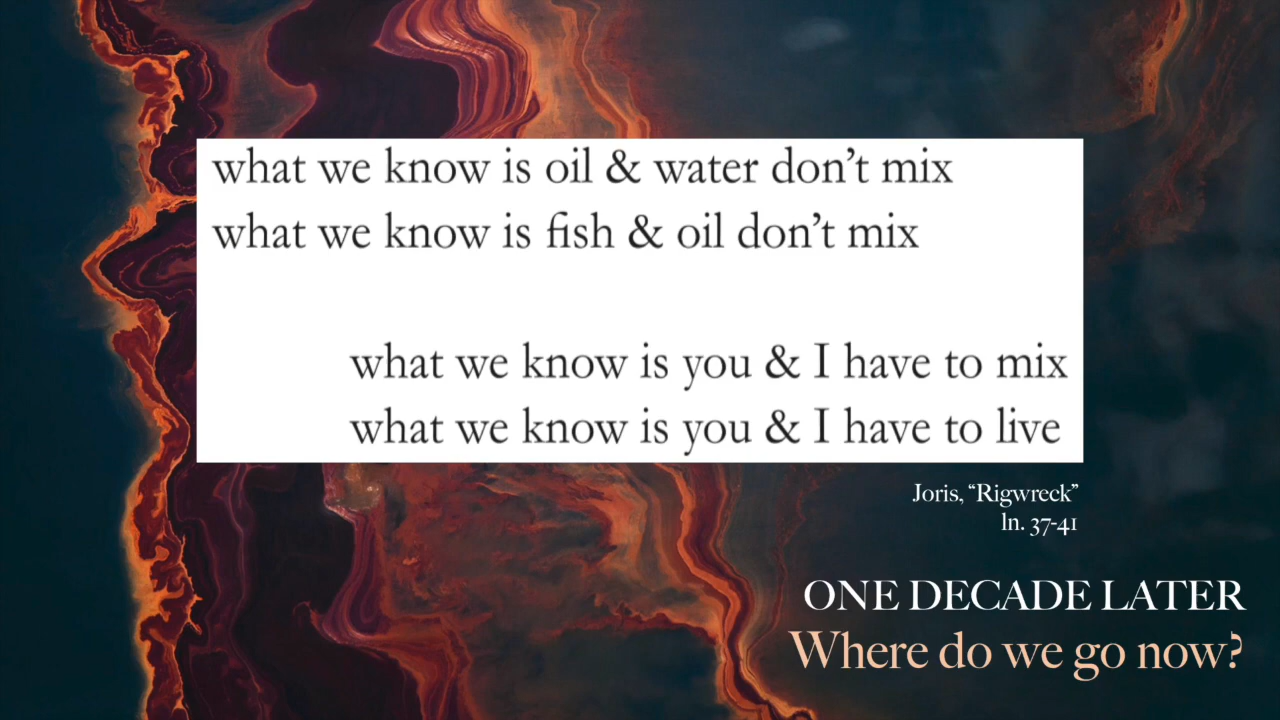 what we know is oil & water don’t mix
what we know is fish & oil don’t mix
what we know is you & I have to mix
what we know is you & I have to live
Joris, “Rigwreck”
ln. 37-41
ONE DECADE LATER
Where do we go now?